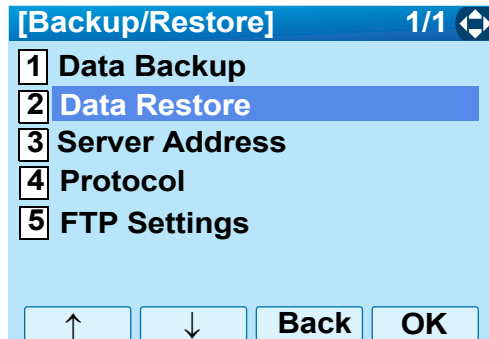 [Backup/Restore] 1/1
1 Data Backup
2 Data Restore
3 Server Address
4 Protocol
5 FTP Settings
↑ ↓ Back OK